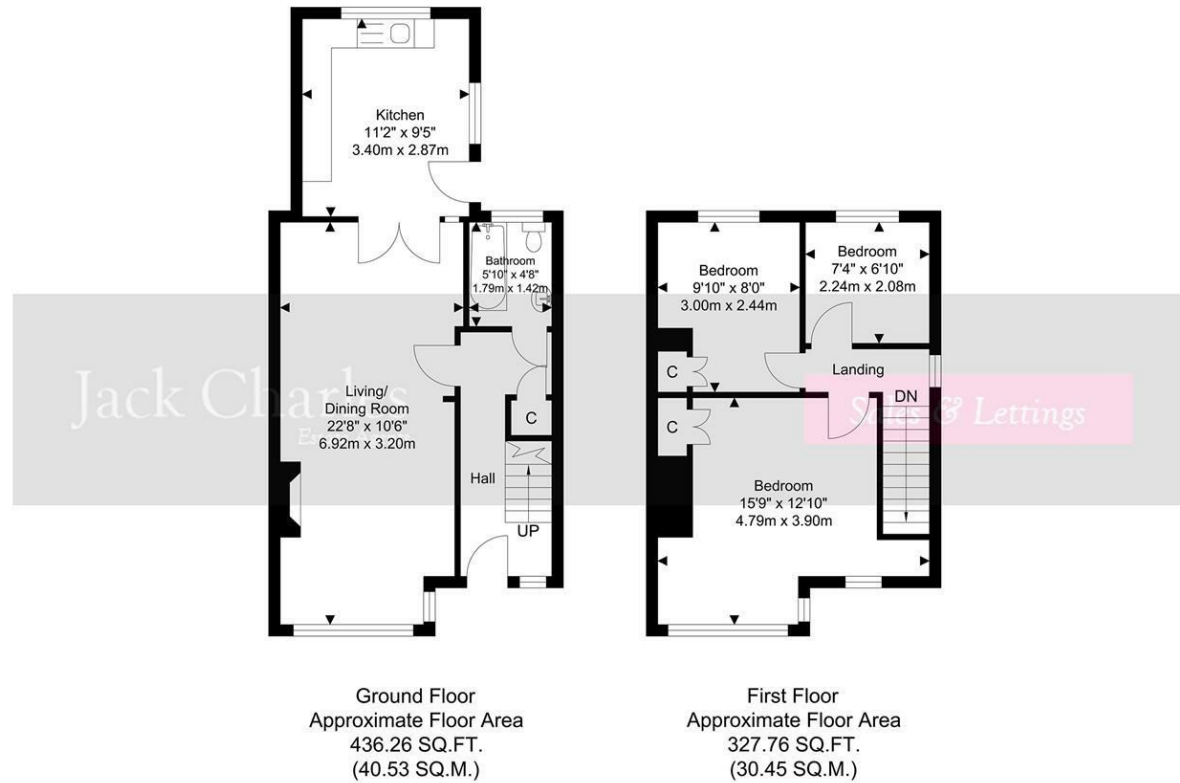 Kitchen
11'2" x 9'5"
3.40m x 2.87m
Bathroom
5'10" x 4'8"
1.79m x 1.42m
Living/
Dining Room
22'8" x 10'6"
6.92m x 3.20m
C
Hall
UP
Bedroom
9'10" x 8'0"
3.00m x 2.44m
Bedroom
7'4" x 6'10"
2.24m x 2.08m
Landing
DN
C
C
Bedroom
15'9" x 12'10"
4.79m x 3.90m
Jack Charles
Sales & Lettings
Ground Floor
Approximate Floor Area
436.26 SQ.FT.
(40.53 SQ.M.)
First Floor
Approximate Floor Area
327.76 SQ.FT.
(30.45 SQ.M.)